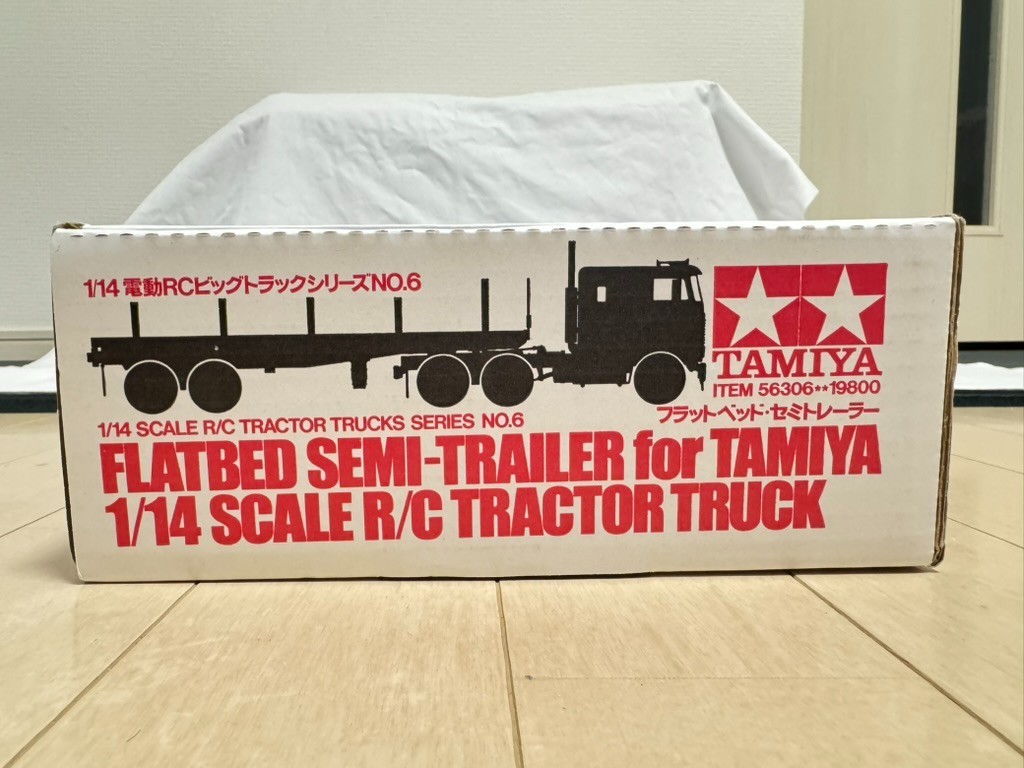 1/14 電動RCビッグトラックシリーズNO.6
TAMIYA
ITEM 56306**19800
フラットベッド・セミトレーラー
1/14 SCALE R/C TRACTOR TRUCKS SERIES NO.6
FLATBED SEMI-TRAILER for TAMIYA
1/14 SCALE R/C TRACTOR TRUCK